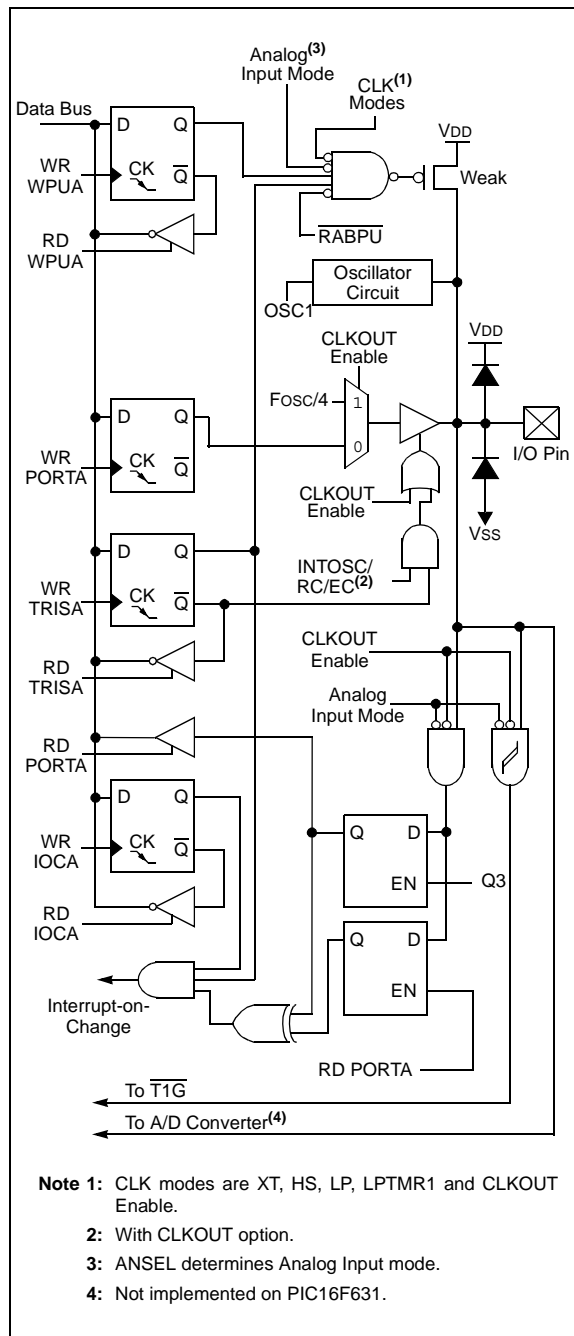 Analog(3)
Input Mode
CLK(1)
Modes
Data Bus
D Q
VDD
WR
WPUA
CK Q
Weak
RD
WPUA
RABPU
Oscillator
Circuit
OSC1
CLKOUT
Enable
VDD
FOSC/4
1
D Q
0
I/O Pin
WR
PORTA
CK Q
CLKOUT
Enable
VSS
D Q
INTOSC/
RC/EC(2)
WR
TRISA
CK Q
RD
TRISA
CLKOUT
Enable
Analog
Input Mode
RD
PORTA
D Q
Q D
WR
IOCA
CK Q
EN
Q3
RD
IOCA
Q D
EN
Interrupt-on-
Change
RD PORTA
To T1G
To A/D Converter(4)
Note 1: CLK modes are XT, HS, LP, LPTMR1 and CLKOUT
Enable.
2: With CLKOUT option.
3: ANSEL determines Analog Input mode.
4: Not implemented on PIC16F631.